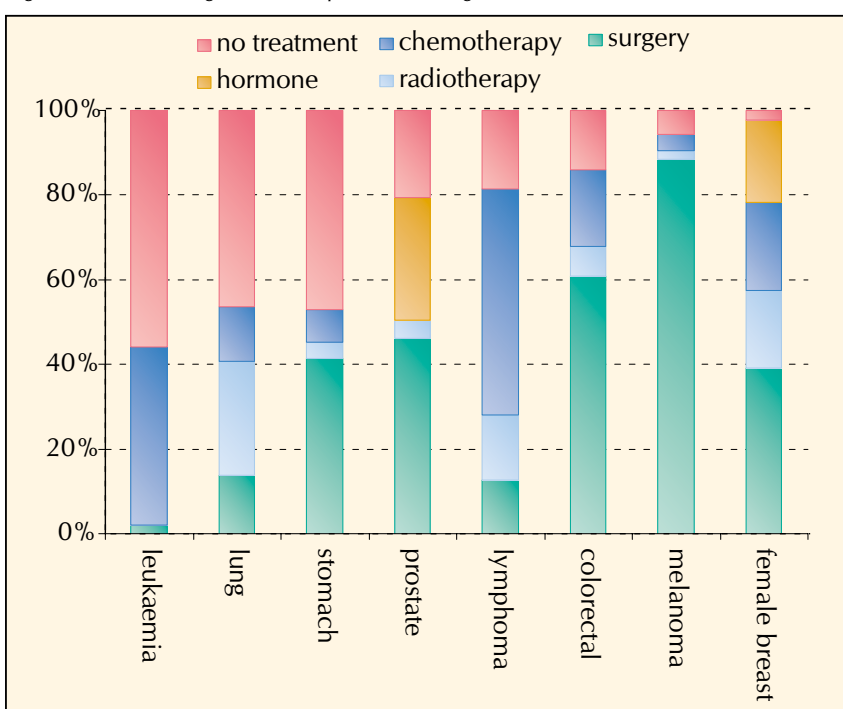 no treatment chemotherapy surgery
hormone radiotherapy
100%
80%
60%
40%
20%
0%
leukaemia
lung
stomach
prostate
lymphoma
colorectal
melanoma
female breast